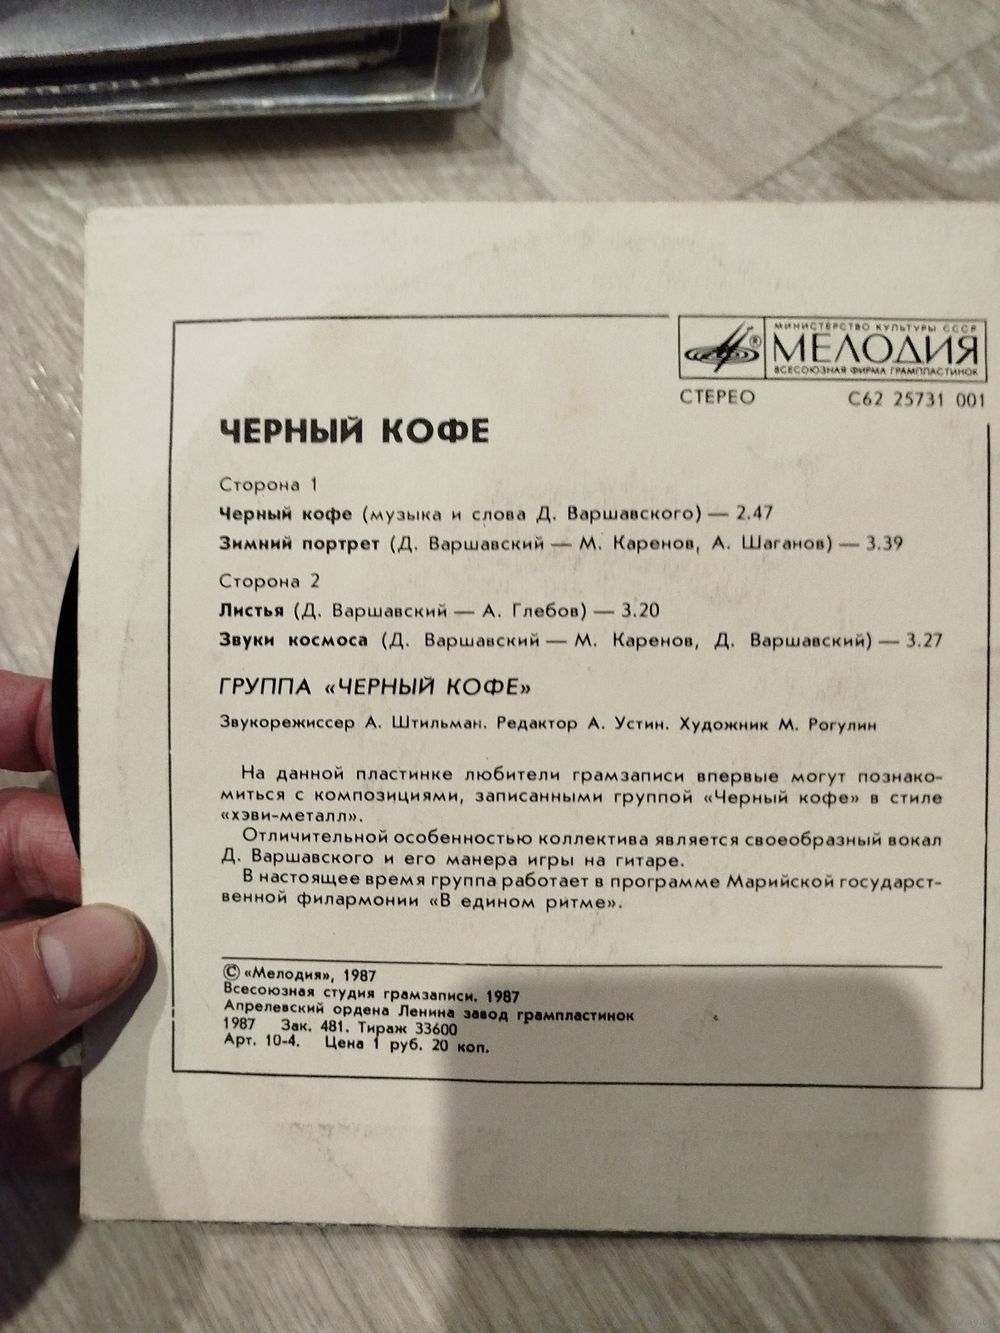 МИНИСТЕРСТВО КУЛЬТУРЫ СССР
МЕЛОДИЯ
®
ВСЕСОЮЗНАЯ ФИРМА ГРАМПЛАСТИНОК
СТЕРЕО С62 25731 001
ЧЕРНЫЙ КОФЕ
Сторона 1
Черный кофе (музыка и слова Д. Варшавского) — 2.47
Зимний портрет (Д. Варшавский — М. Каренов, А. Шаганов) — 3.39
Сторона 2
Листья (Д. Варшавский — А. Глебов) — 3.20
Звуки космоса (Д. Варшавский — М. Каренов, Д. Варшавский) — 3.27
ГРУППА «ЧЕРНЫЙ КОФЕ»
Звукорежиссер А. Штильман. Редактор А. Устин. Художник М. Рогулин
На данной пластинке любители грамзаписи впервые могут познако-
миться с композициями, записанными группой «Черный кофе» в стиле
«хэви-металл».
Отличительной особенностью коллектива является своеобразный вокал
Д. Варшавского и его манера игры на гитаре.
В настоящее время группа работает в программе Марийской государст-
венной филармонии «В едином ритме».
© «Мелодия», 1987
Всесоюзная студия грамзаписи. 1987
Апрелевский ордена Ленина завод грампластинок
1987 Зак. 481. Тираж 33600
Арт. 10-4. Цена 1 руб. 20 коп.